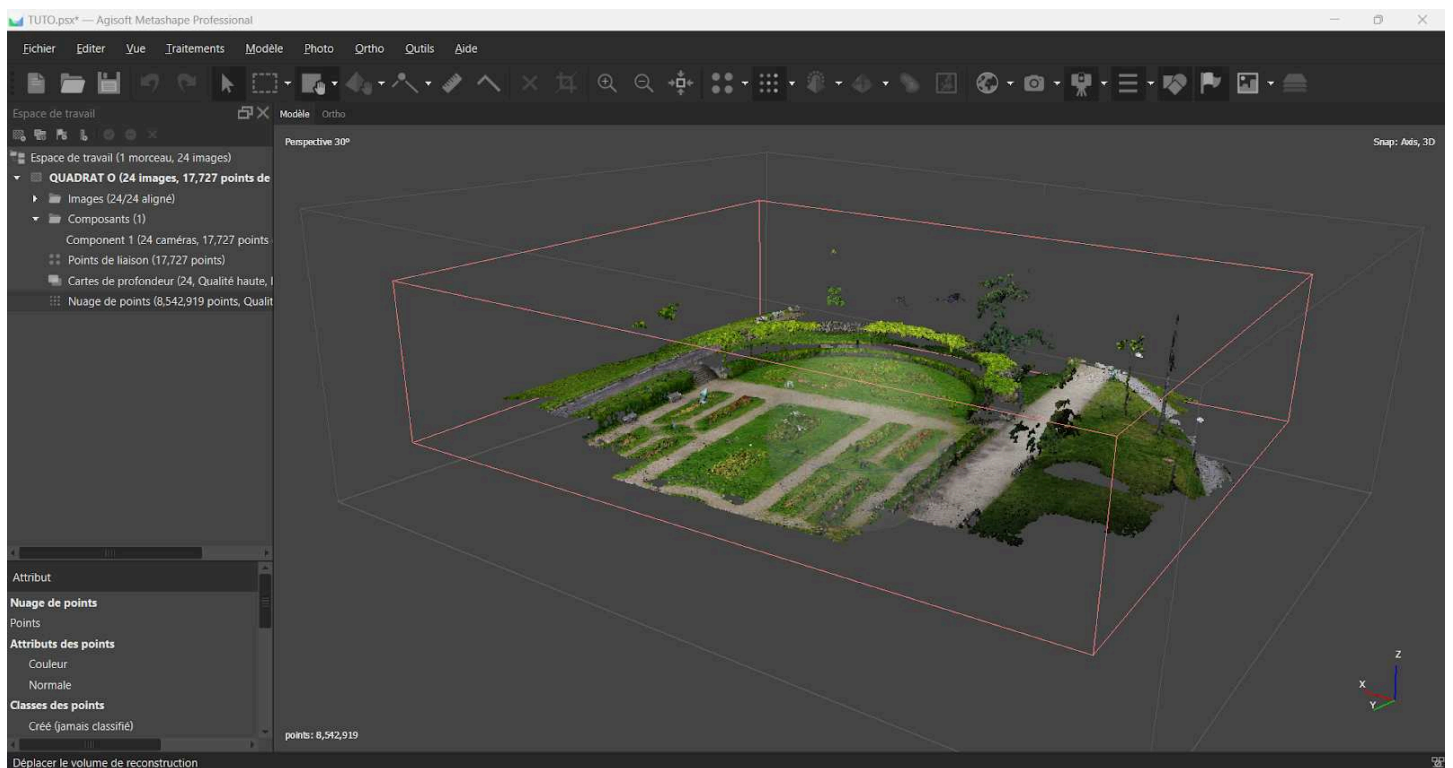 TUTO.psx* — Agisoft Metashape Professional
Fichier Editer Vue Traitements Modèle Photo Ortho Outils Aide
Espace de travail
Modèle Ortho
Perspective 30°
Snap: Axis, 3D
Espace de travail (1 morceau, 24 images)
QUADRAT O (24 images, 17,727 points de
Images (24/24 aligné)
Composants (1)
Component 1 (24 caméras, 17,727 points
Points de liaison (17,727 points)
Cartes de profondeur (24, Qualité haute,
Nuage de points (8,542,919 points, Qualit
Attribut
Nuage de points
Points
Attributs des points
Couleur
Normale
Classes des points
Créé (jamais classifié)
points: 8,542,919
Z
X
Y
Déplacer le volume de reconstruction